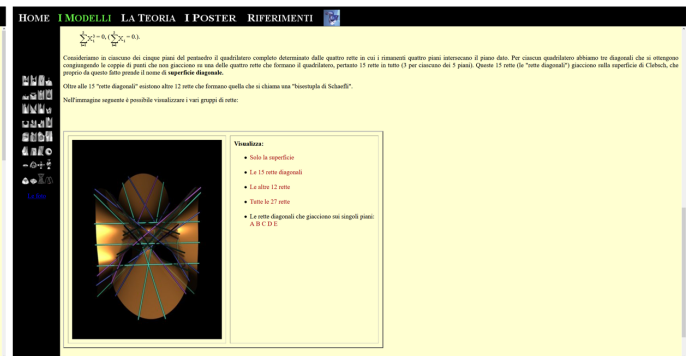 HOME I MODELLI LA TEORIA I POSTER RIFERIMENTI
Consideriamo in ciascuno dei cinque piani del pentaedro il quadrilatero completo determinato dalle quattro rette in cui i rimanenti quattro piani intersecano il piano dato. Per ciascun quadrilatero abbiamo tre diagonali che si ottengono
congiungendo le coppie di punti che non giacciono su una delle quattro rette che formano il quadrilatero, pertanto 15 rette in tutto (3 per ciascuno dei 5 piani). Queste 15 rette (le "rette diagonali") giacciono sulla superficie di Clebsch, che
proprio da questo fatto prende il nome di superficie diagonale.
Oltre alle 15 "rette diagonali" esistono altre 12 rette che formano quella che si chiama una "bisestupla di Schaefli".
Nell'immagine seguente è possibile visualizzare i vari gruppi di rette:
Visualizza:
• Solo la superficie
• Le 15 rette diagonali
• Le altre 12 rette
• Tutte le 27 rette
• Le rette diagonali che giacciono sui singoli piani:
A B C D E